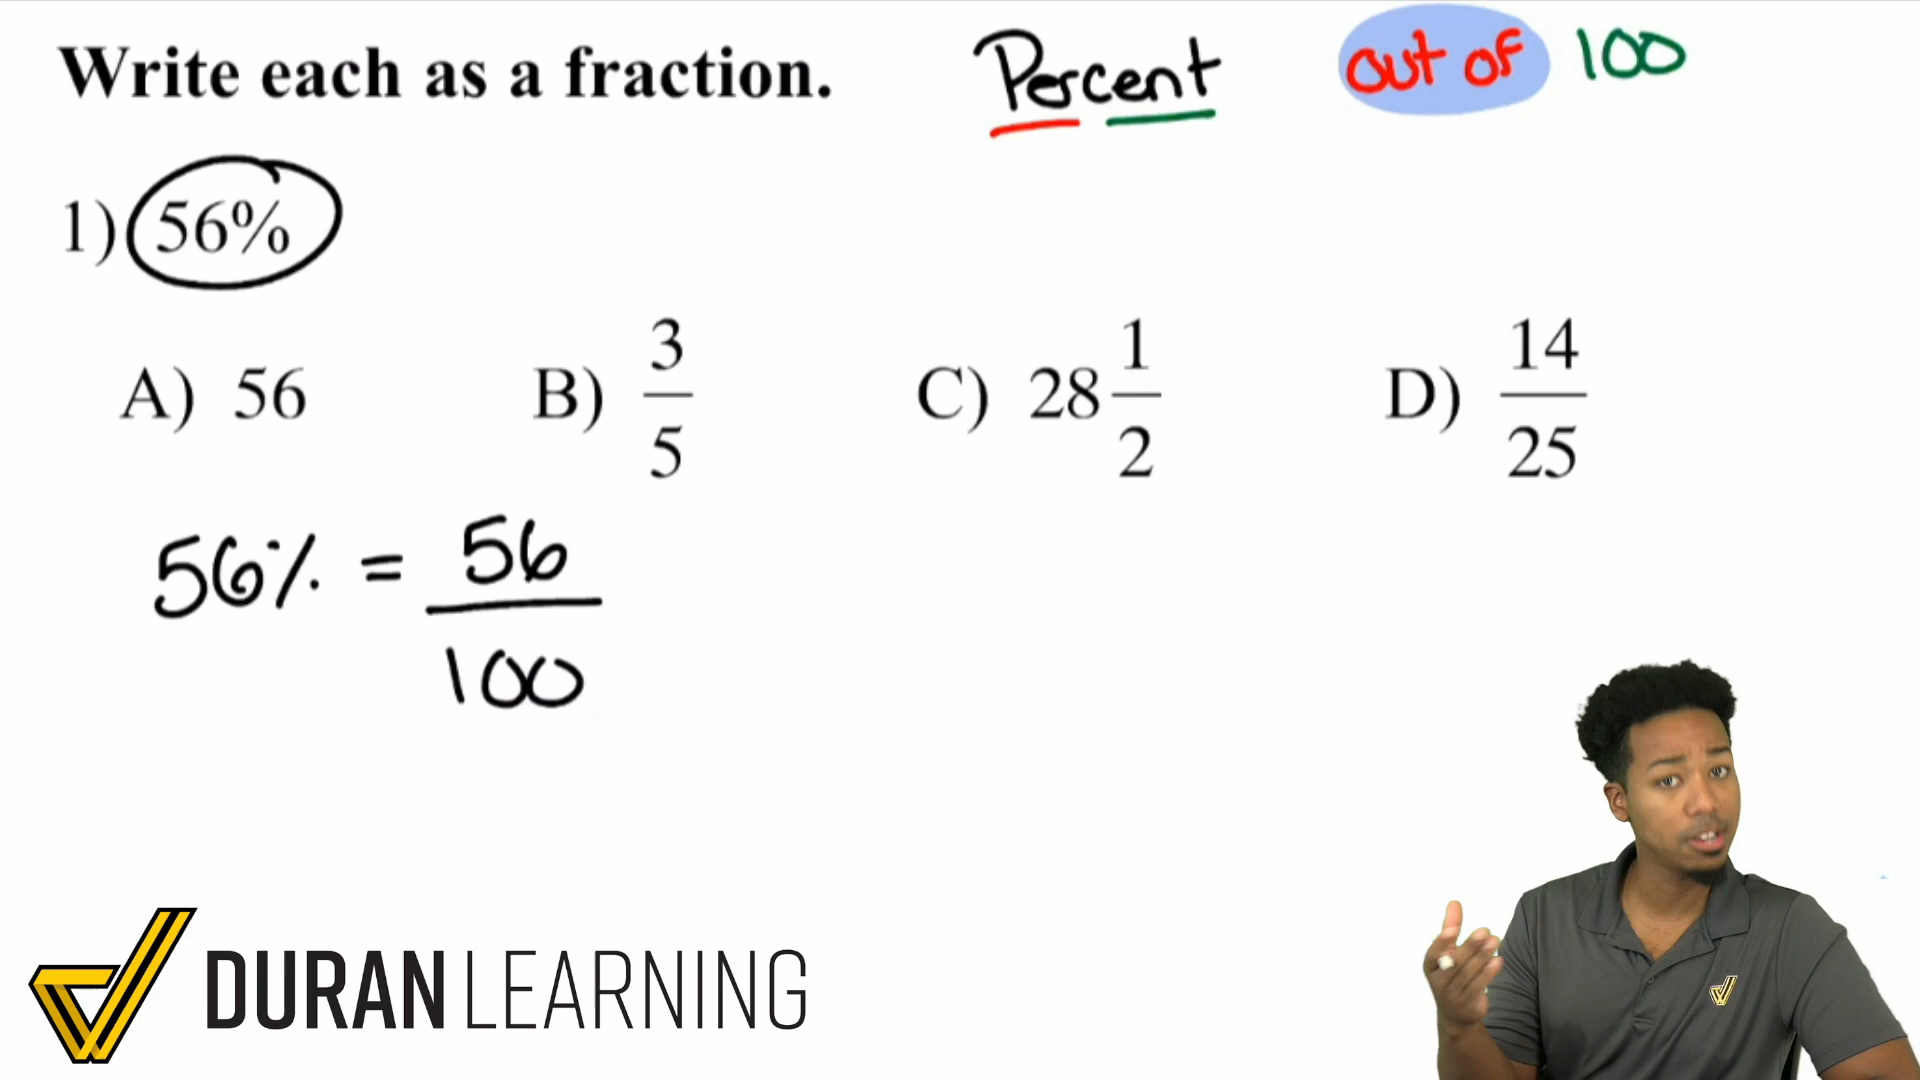 Write each as a fraction. Percent out of 100
1) 56%
A) 56 B) 3/5 C) 28 1/2 D) 14/25
56% = 56/100
DURAN LEARNING